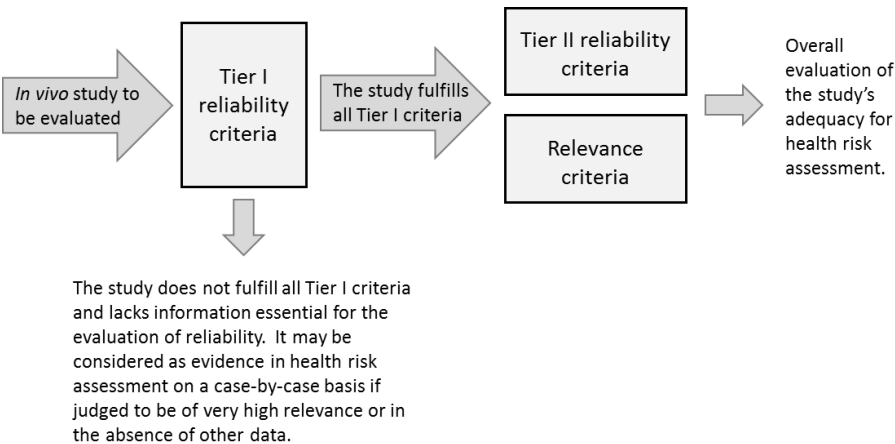 In vivo study to
be evaluated
Tier I
reliability
criteria
The study fulfills
all Tier I criteria
Tier II reliability
criteria
Relevance
criteria
Overall
evaluation of
the study's
adequacy for
health risk
assessment.
The study does not fulfill all Tier I criteria
and lacks information essential for the
evaluation of reliability.  It may be
considered as evidence in health risk
assessment on a case-by-case basis if
judged to be of very high relevance or in
the absence of other data.